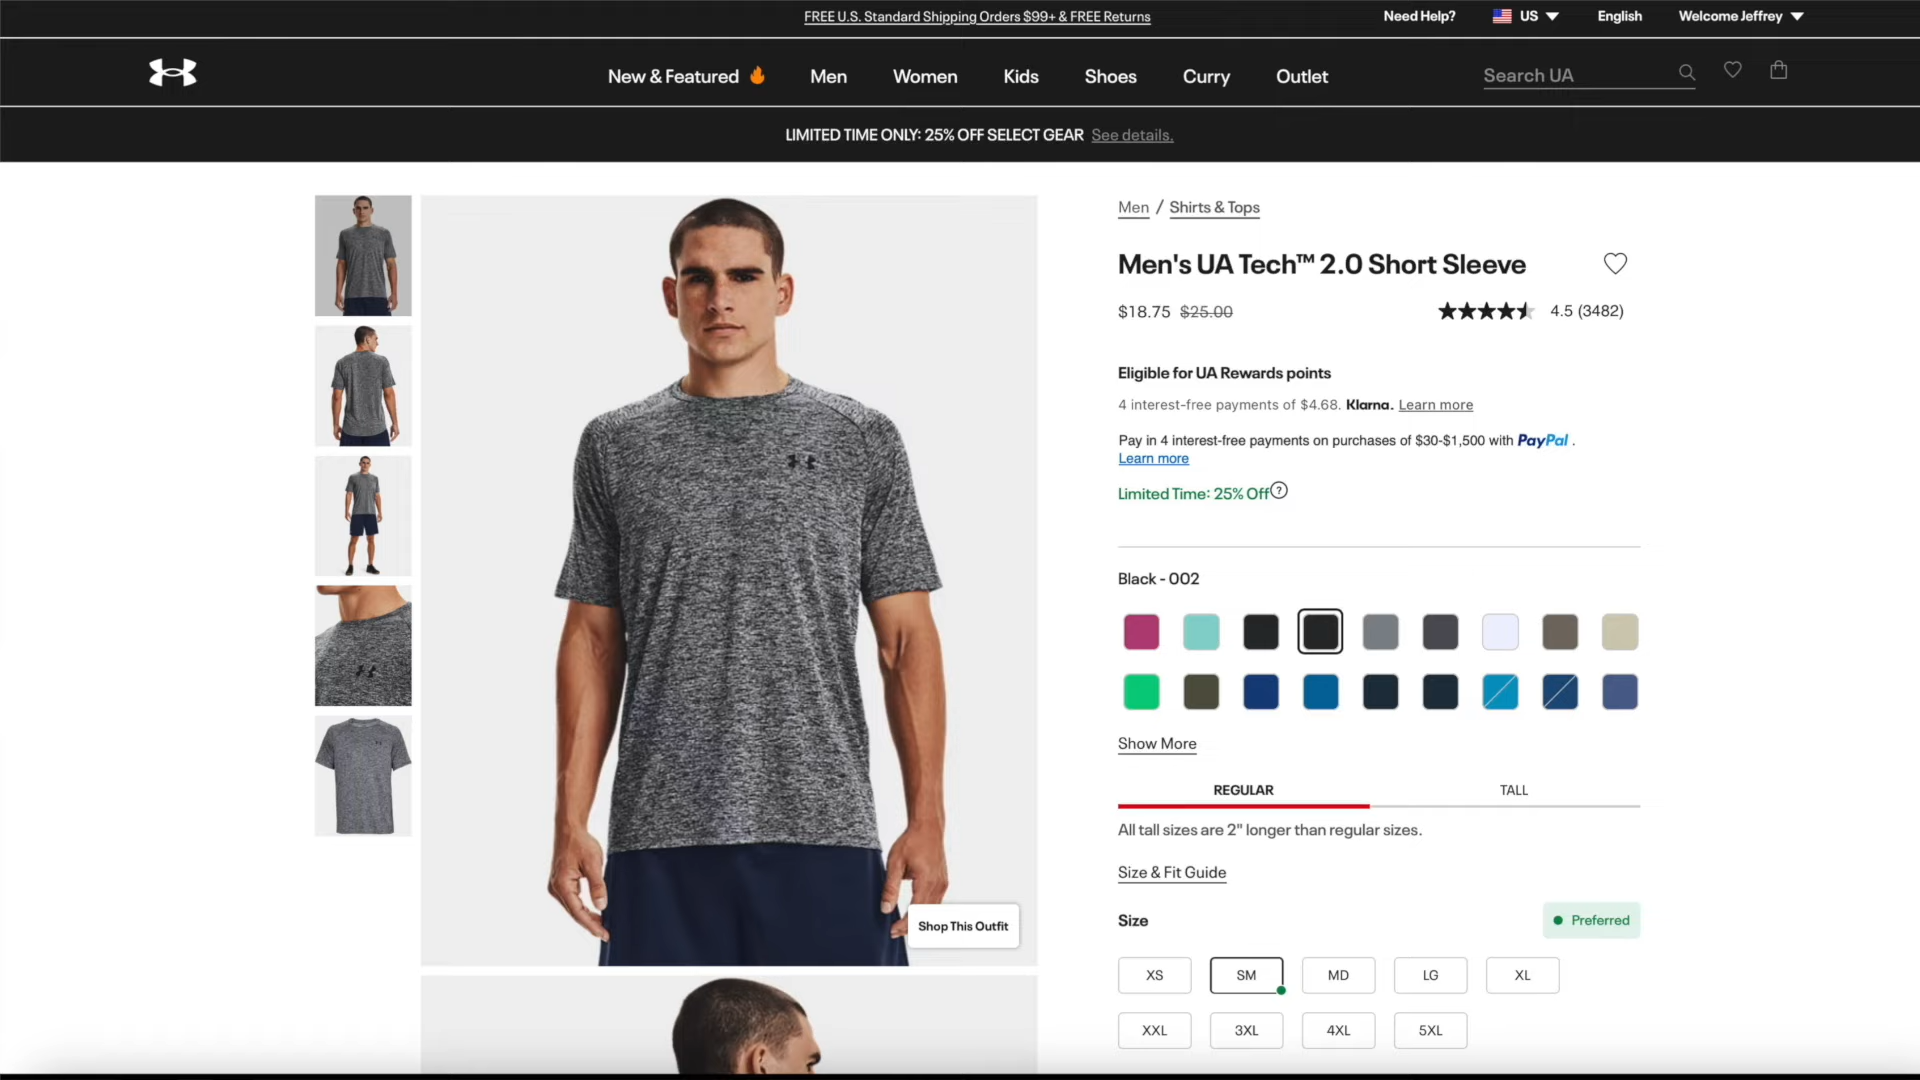 FREE U.S. Standard Shipping Orders $99+ & FREE Returns
Need Help?
US
English
Welcome Jeffrey
New & Featured
Men
Women
Kids
Shoes
Curry
Outlet
Search UA
LIMITED TIME ONLY: 25% OFF SELECT GEAR See details.
Men / Shirts & Tops
Men's UA Tech™ 2.0 Short Sleeve
$18.75 $25.00
4.5 (3482)
Eligible for UA Rewards points
4 interest-free payments of $4.68. Klarna. Learn more
Pay in 4 interest-free payments on purchases of $30-$1,500 with PayPal .
Learn more
Limited Time: 25% Off ?
Black - 002
Show More
REGULAR
TALL
All tall sizes are 2" longer than regular sizes.
Size & Fit Guide
Shop This Outfit
Size
Preferred
XS
SM
MD
LG
XL
XXL
3XL
4XL
5XL